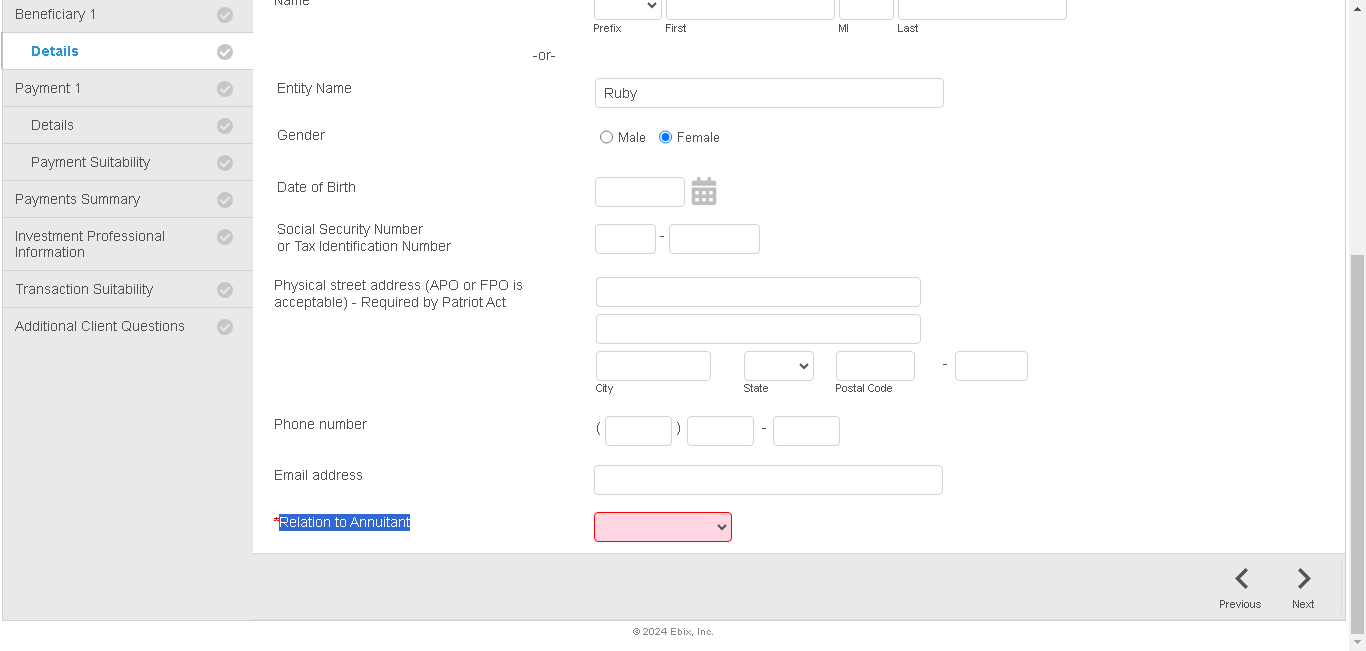 Beneficiary 1
Details
Payment 1
Details
Payment Suitability
Payments Summary
Investment Professional
Information
Transaction Suitability
Additional Client Questions
Name
Prefix First MI Last
-or-
Entity Name Ruby
Gender Male Female
Date of Birth
Social Security Number
or Tax Identification Number
-
Physical street address (APO or FPO is
acceptable) - Required by Patriot Act
-
City State Postal Code
Phone number ( ) -
Email address
*Relation to Annuitant
Previous Next
© 2024 Ebix, Inc.